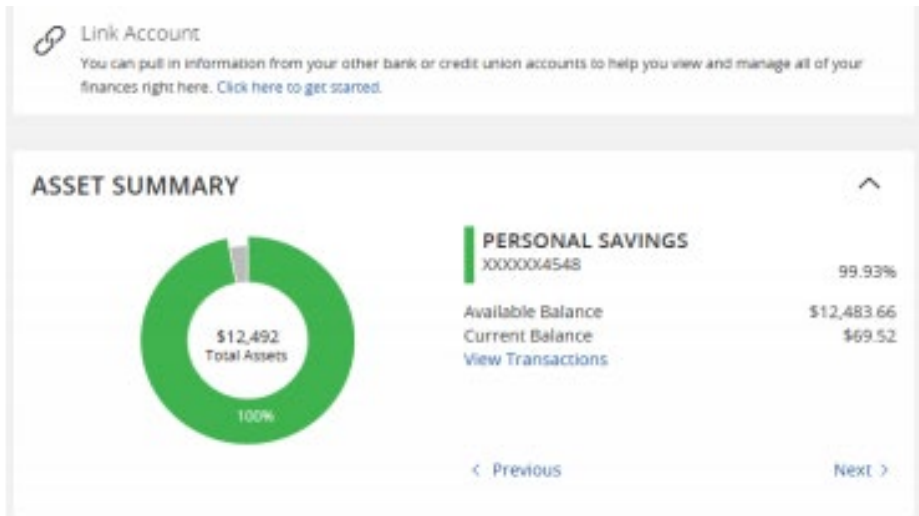 Link Account
You can pull in information from your other bank or credit union accounts to help you view and manage all of your
finances right here. Click here to get started.
ASSET SUMMARY
$12,492
Total Assets
100%
PERSONAL SAVINGS
XXXXXX4548
99.93%
Available Balance $12,483.66
Current Balance $69.52
View Transactions
< Previous Next >